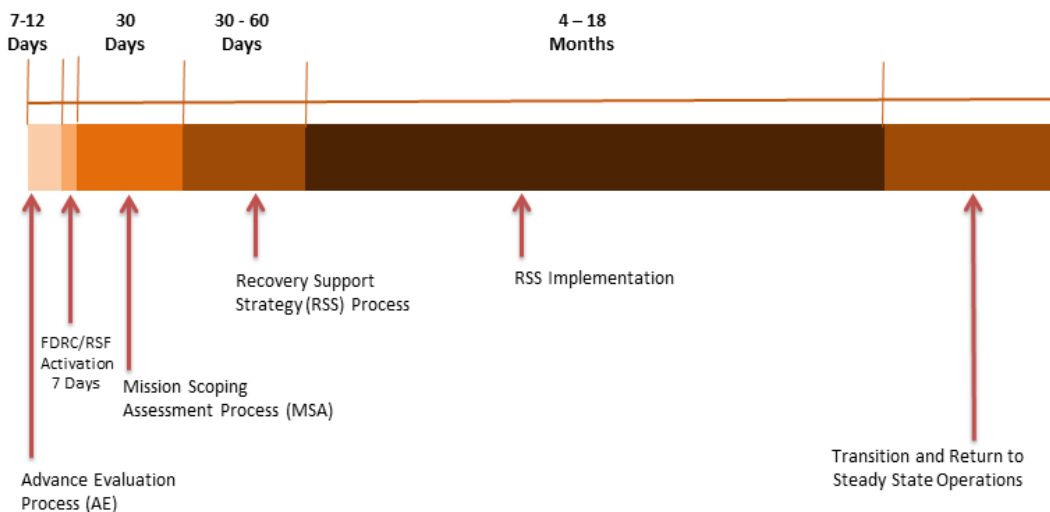 7-12
Days
30
Days
30 - 60
Days
4 – 18
Months
Recovery Support
Strategy (RSS) Process
RSS Implementation
FDRC/RSF
Activation
7 Days
Mission Scoping
Assessment Process (MSA)
Transition and Return to
Steady State Operations
Advance Evaluation
Process (AE)